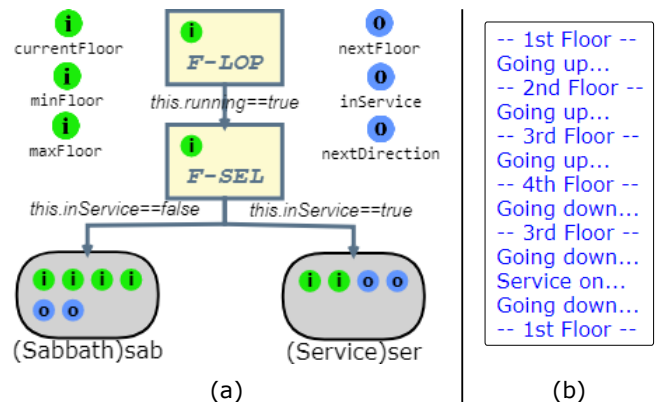 i
currentFloor
i
minFloor
i
maxFloor
i
F-LOP
this.running==true
i
F-SEL
o
nextFloor
o
inService
o
nextDirection
this.inService==false
this.inService==true
i i i i
o o
(Sabbath)sab
i i o o
(Service)ser
(a)
-- 1st Floor --
Going up...
-- 2nd Floor --
Going up...
-- 3rd Floor --
Going up...
-- 4th Floor --
Going down...
-- 3rd Floor --
Going down...
Service on...
Going down...
-- 1st Floor --
(b)